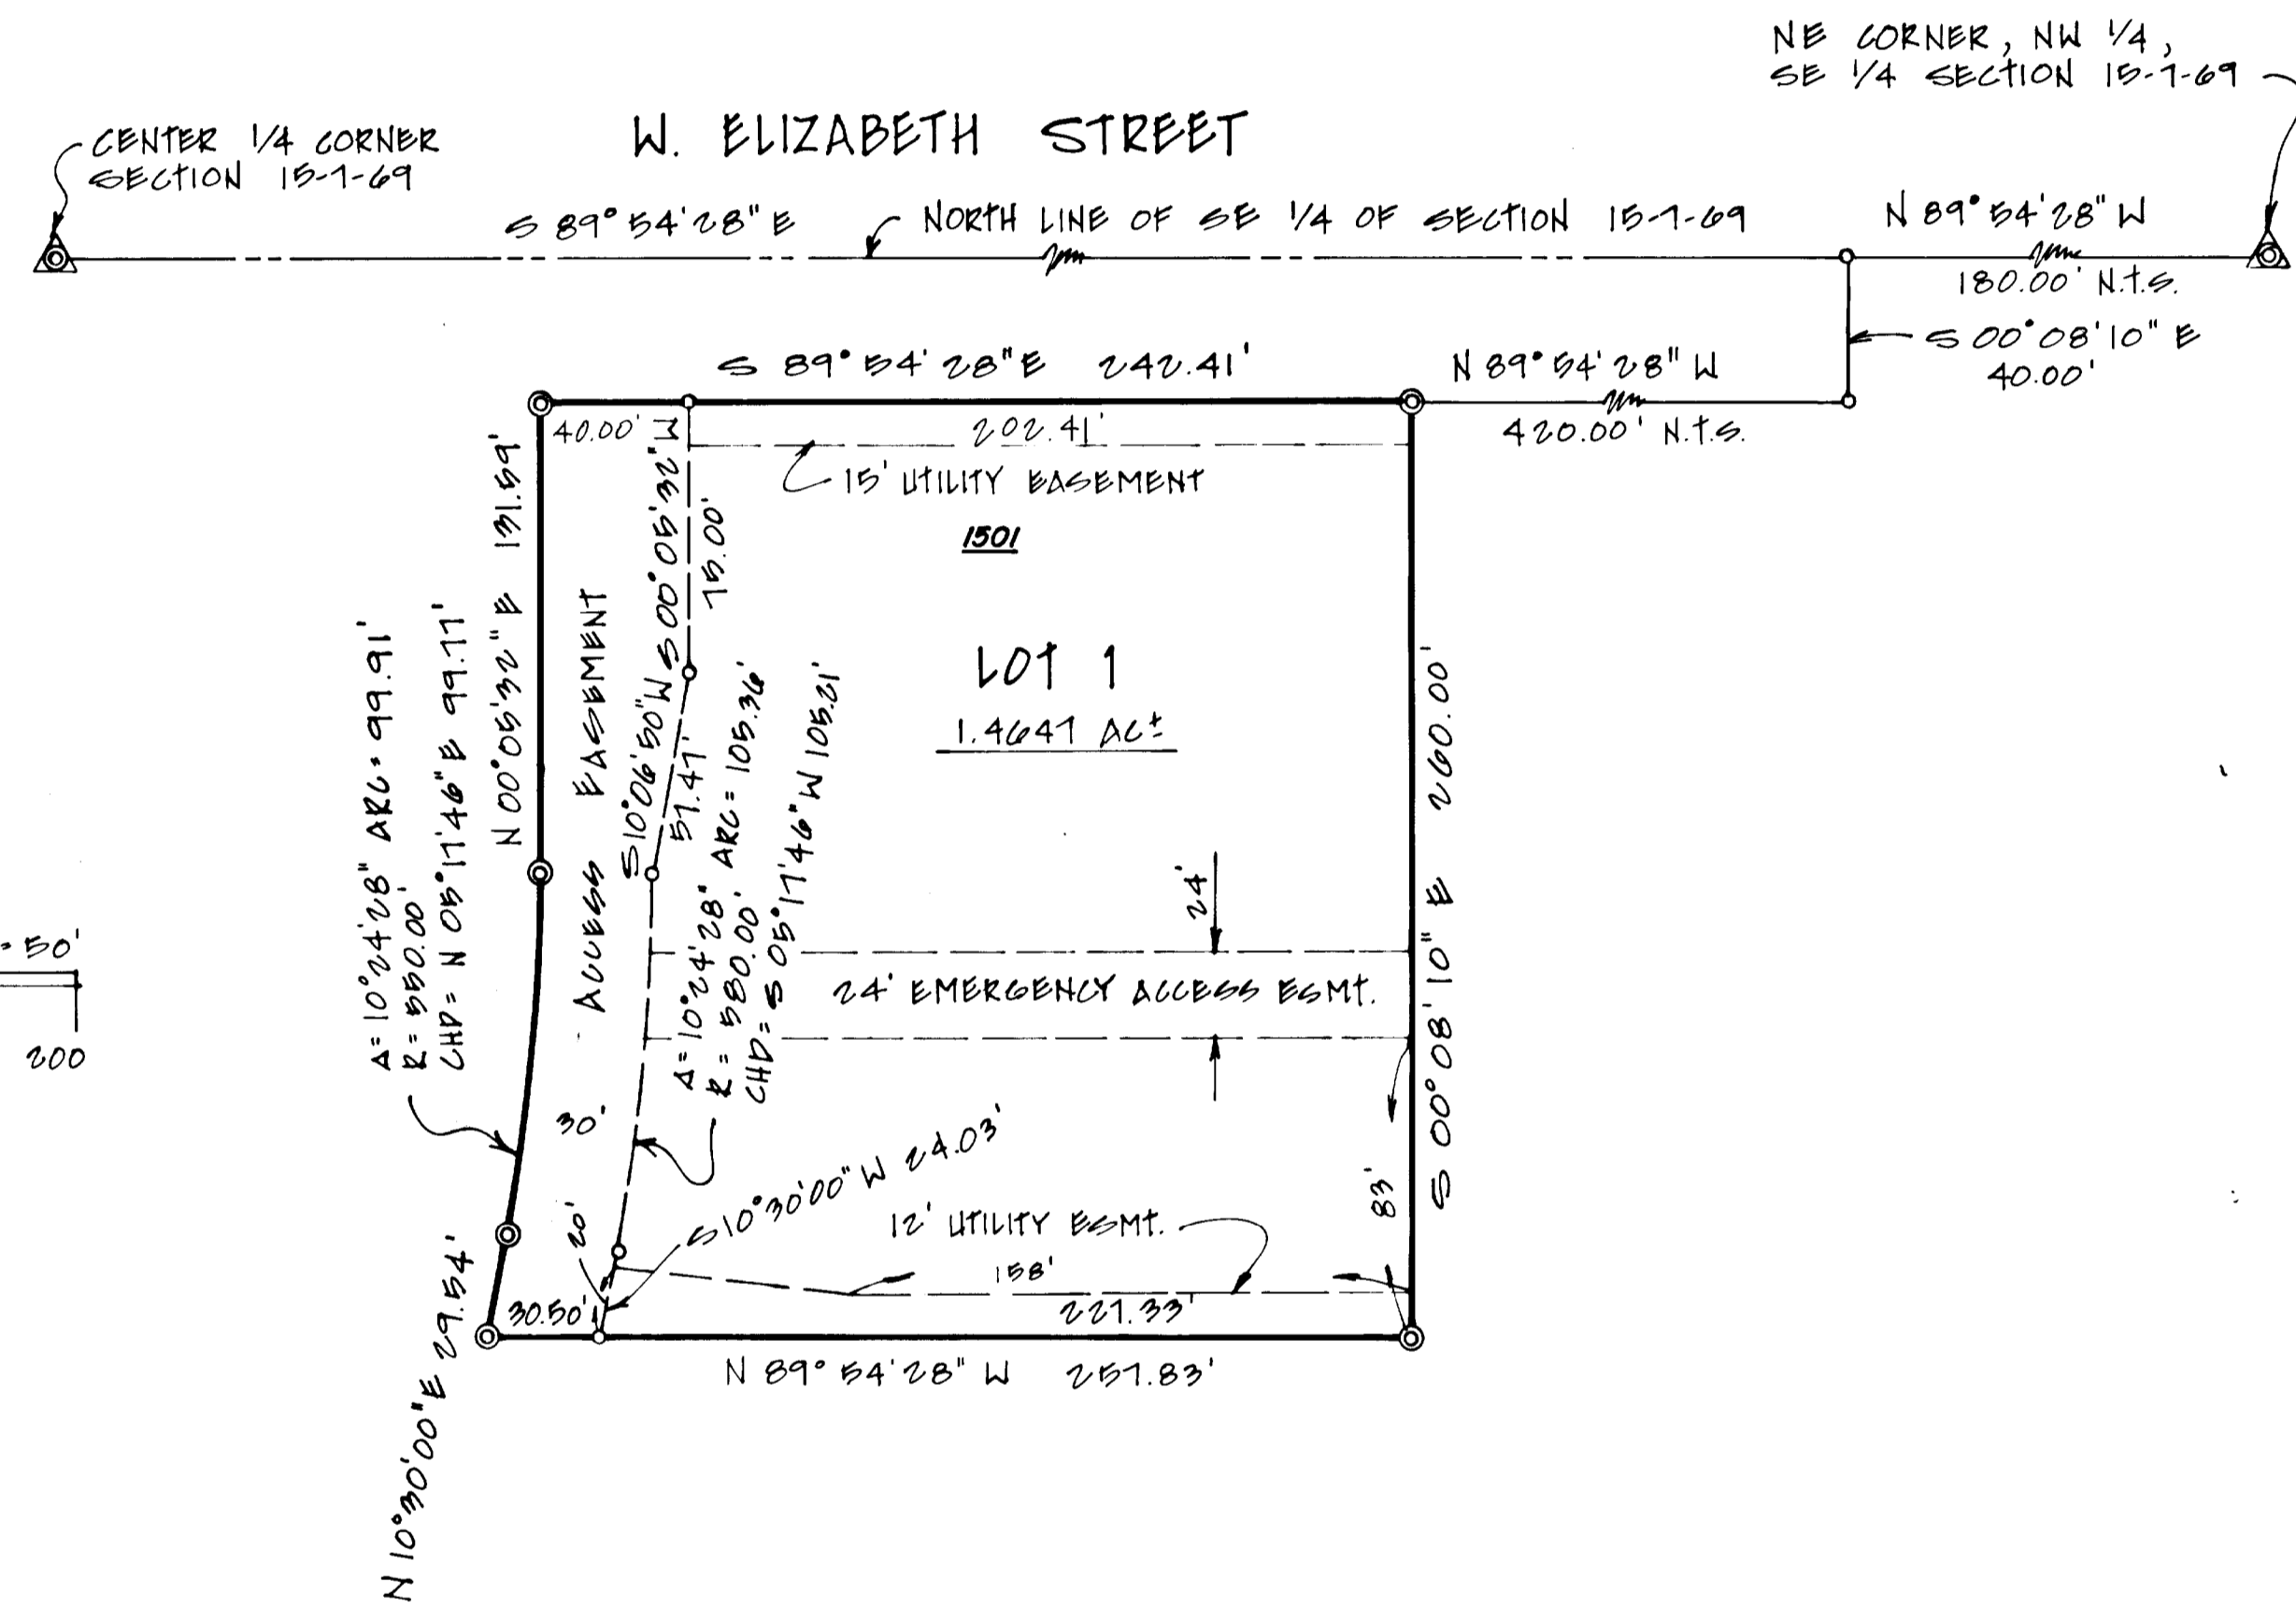 NE CORNER, NW 1/4,
SE 1/4 SECTION 15-7-69
W. ELIZABETH STREET
CENTER 1/4 CORNER
SECTION 15-7-69
S 89° 54' 28" E
NORTH LINE OF SE 1/4 OF SECTION 15-7-69
N 89° 54' 28" W
180.00' N.T.S.
S 00° 08' 10" E
40.00'
S 89° 54' 28" E 242.41'
N 89° 54' 28" W
420.00' N.T.S.
40.00'
202.41'
15' UTILITY EASEMENT
1501
N 00° 05' 32" E 131.59'
S 00° 05' 32" W
75.00'
LOT 1
1.4647 AC±
ACCESS EASEMENT
S 10° 06' 50" W
57.47'
Δ = 10° 24' 28" ARC = 99.91'
R = 550.00'
CHD = N 05° 17' 46" E 99.77'
Δ = 10° 24' 28" ARC = 105.36'
R = 580.00'
CHD = S 05° 17' 46" W 105.21'
S 00° 08' 10" E 260.00'
24'
24' EMERGENCY ACCESS ESMT.
= 50'
200
30'
S 10° 30' 00" W 24.03'
20'
12' UTILITY ESMT.
83'
158'
30.50'
227.33'
N 10° 30' 00" E 29.54'
N 89° 54' 28" W 257.83'